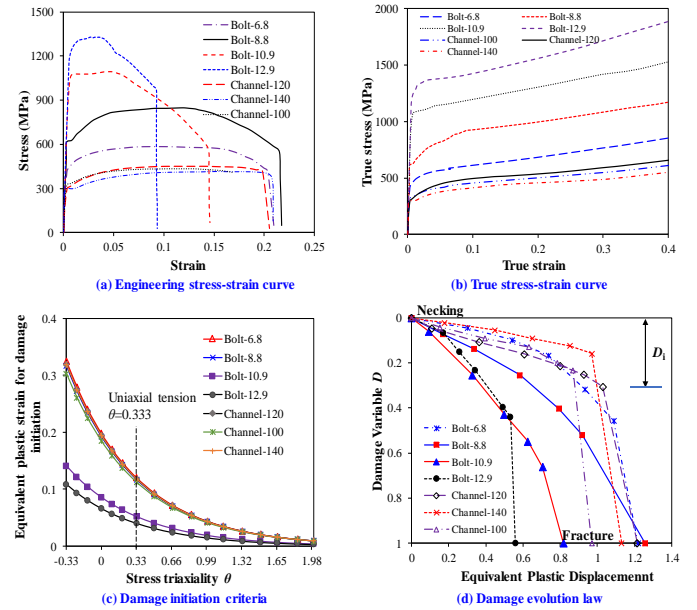 Stress (MPa)
1500
1200
900
600
300
0
0
0.05
0.1
0.15
0.2
0.25
Strain
Bolt-6.8
Bolt-8.8
Bolt-10.9
Bolt-12.9
Channel-120
Channel-140
Channel-100
(a) Engineering stress-strain curve
True stress (MPa)
2000
1500
1000
500
0
0
0.1
0.2
0.3
0.4
True strain
Bolt-6.8
Bolt-8.8
Bolt-10.9
Bolt-12.9
Channel-100
Channel-120
Channel-140
(b) True stress-strain curve
Equivalent plastic strain for damage
initiation
0.4
0.3
0.2
0.1
0
-0.33
0
0.33
0.66
0.99
1.32
1.65
1.98
Stress triaxiality θ
Uniaxial tension
θ=0.333
Bolt-6.8
Bolt-8.8
Bolt-10.9
Bolt-12.9
Channel-120
Channel-100
Channel-140
(c) Damage initiation criteria
Necking
Damage Variable D
0
0.2
0.4
0.6
0.8
1
0
0.2
0.4
0.6
0.8
1
1.2
1.4
Equivalent Plastic Displacemennt
Di
Bolt-6.8
Bolt-8.8
Bolt-10.9
Bolt-12.9
Channel-120
Channel-140
Channel-100
Fracture
(d) Damage evolution law